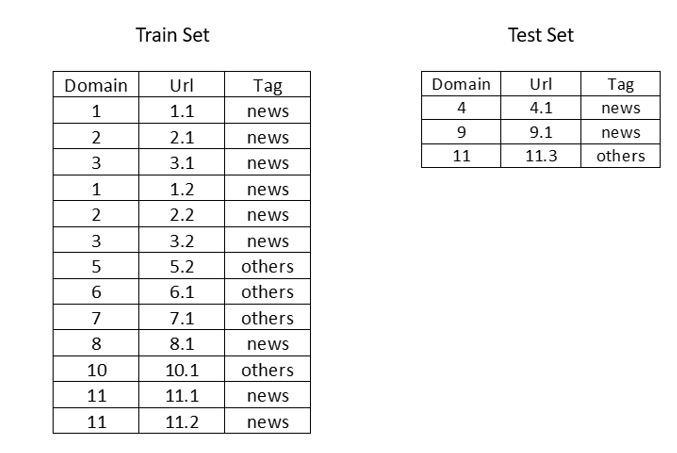 Train Set
Domain Url Tag
1 1.1 news
2 2.1 news
3 3.1 news
1 1.2 news
2 2.2 news
3 3.2 news
5 5.2 others
6 6.1 others
7 7.1 others
8 8.1 news
10 10.1 others
11 11.1 news
11 11.2 news
Test Set
Domain Url Tag
4 4.1 news
9 9.1 news
11 11.3 others